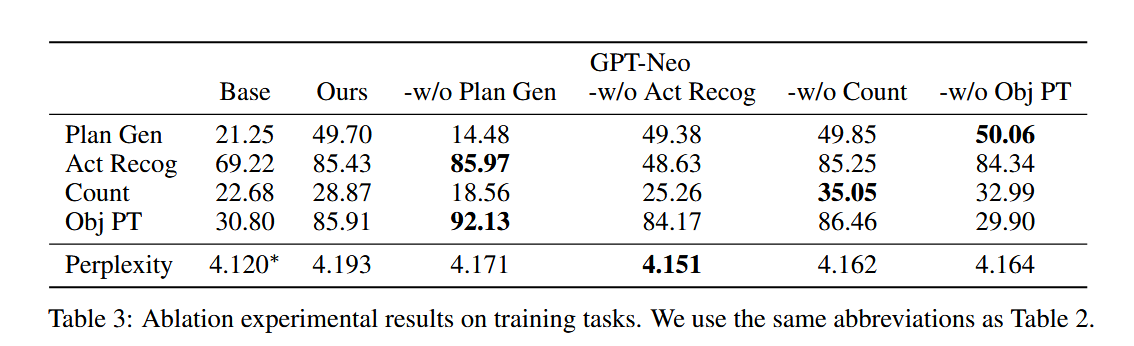 GPT-Neo
Base Ours -w/o Plan Gen -w/o Act Recog -w/o Count -w/o Obj PT
Plan Gen 21.25 49.70 14.48 49.38 49.85 50.06
Act Recog 69.22 85.43 85.97 48.63 85.25 84.34
Count 22.68 28.87 18.56 25.26 35.05 32.99
Obj PT 30.80 85.91 92.13 84.17 86.46 29.90
Perplexity 4.120* 4.193 4.171 4.151 4.162 4.164
Table 3: Ablation experimental results on training tasks. We use the same abbreviations as Table 2.